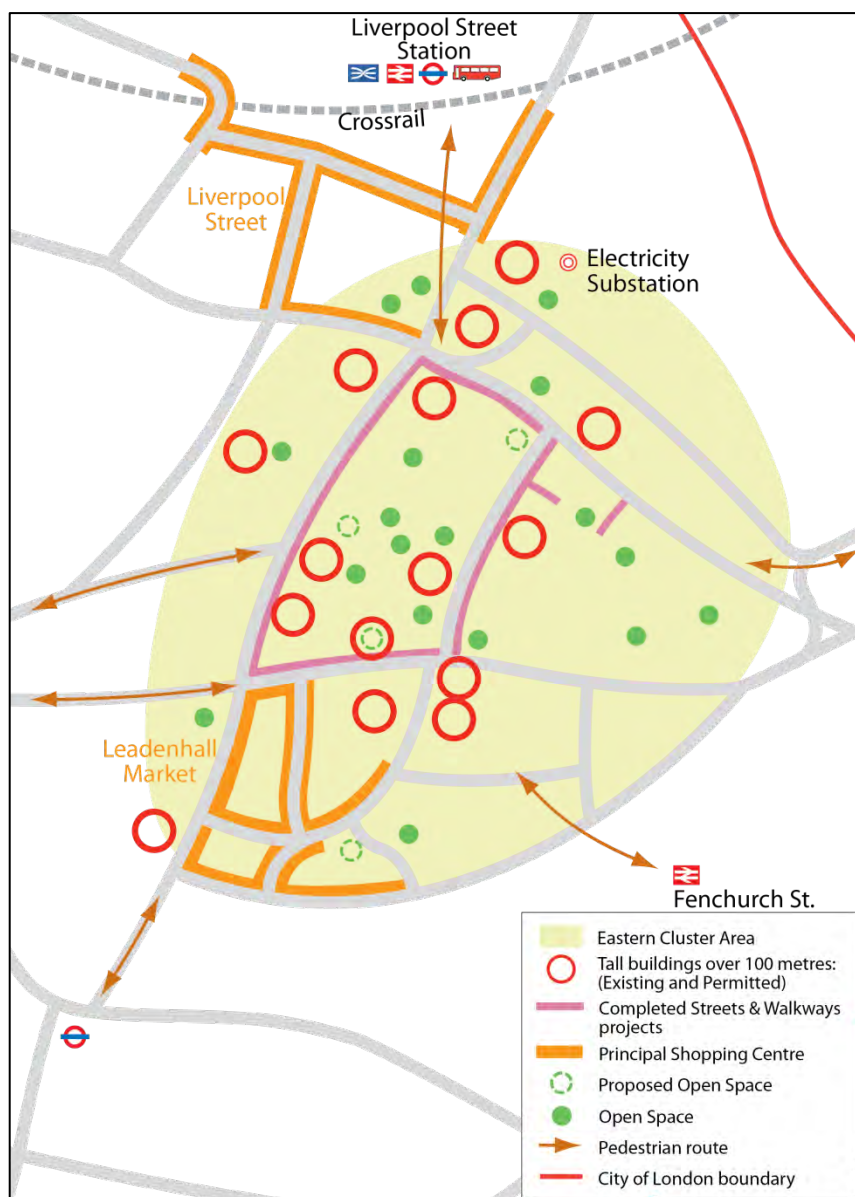 Liverpool Street
Station
Crossrail
Liverpool
Street
Electricity
Substation
Leadenhall
Market
Fenchurch St.
Eastern Cluster Area
Tall buildings over 100 metres:
(Existing and Permitted)
Completed Streets & Walkways
projects
Principal Shopping Centre
Proposed Open Space
Open Space
Pedestrian route
City of London boundary